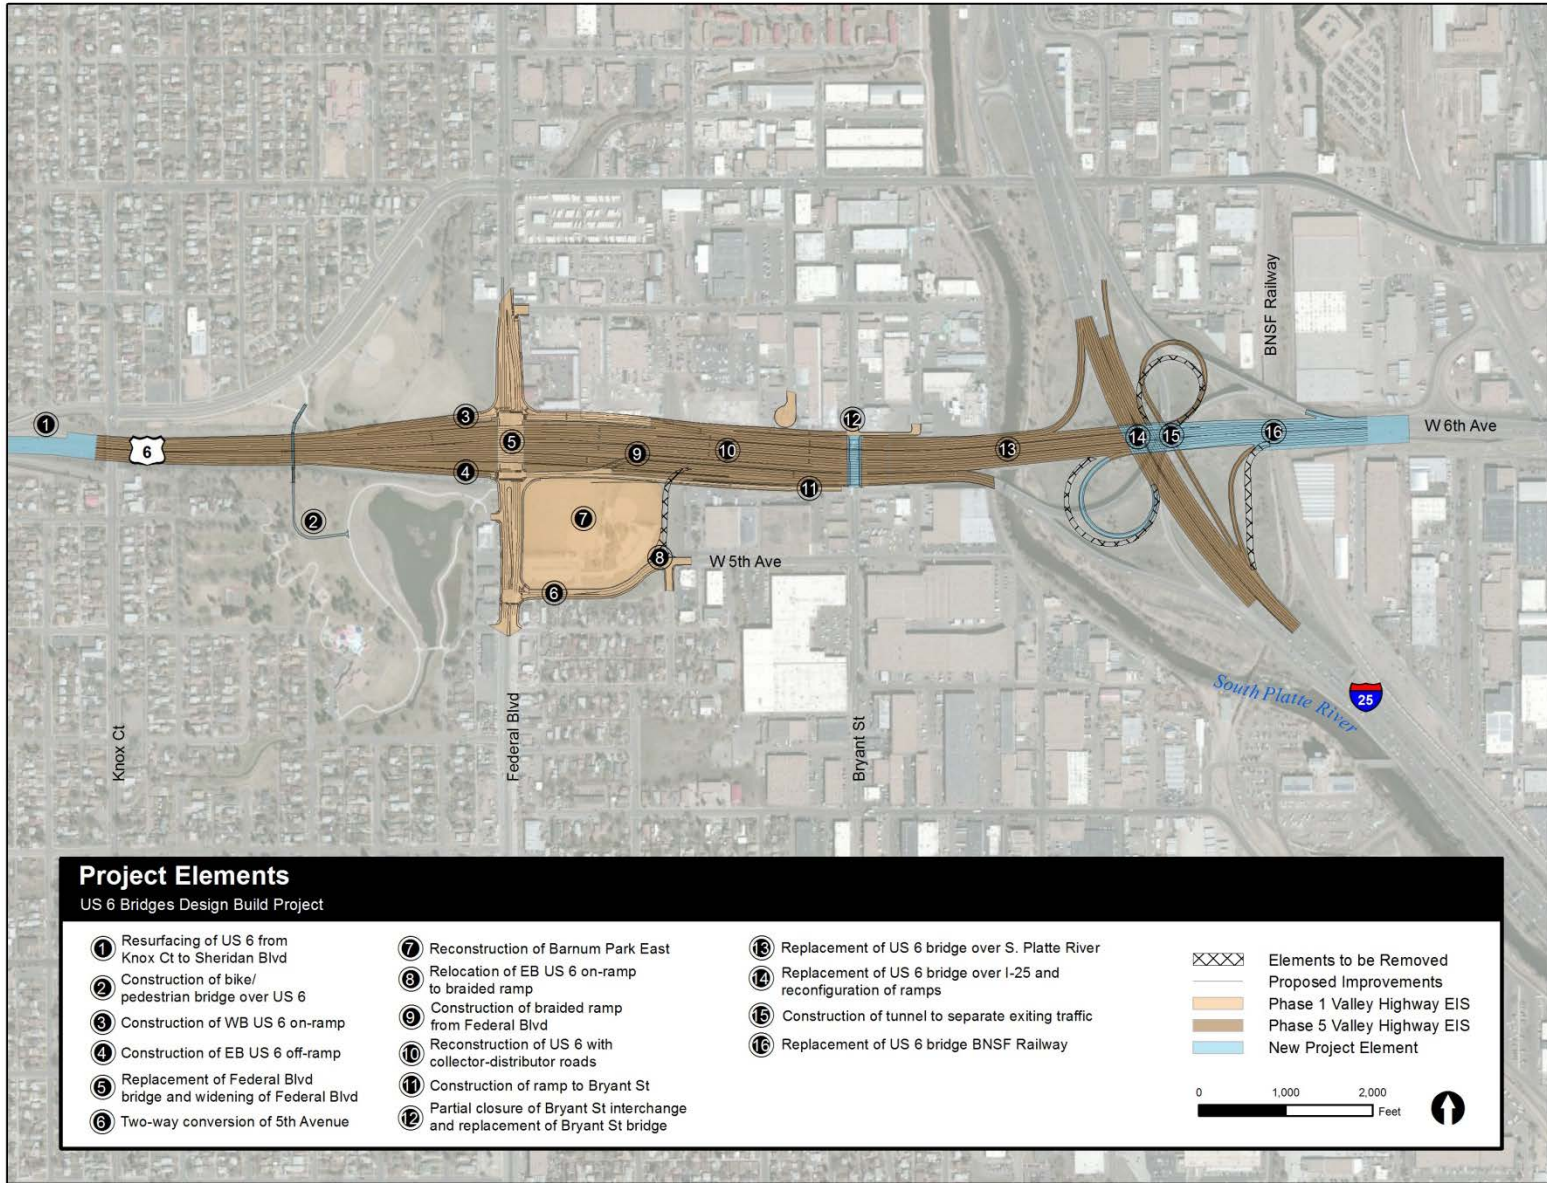 BNSF Railway
1
3
12
W 6th Ave
5
14
15
16
6
4
9
10
13
11
2
7
8
W 5th Ave
6
South Platte River
25
Knox Ct
Federal Blvd
Bryant St
Project Elements
US 6 Bridges Design Build Project
1 Resurfacing of US 6 from
Knox Ct to Sheridan Blvd
2 Construction of bike/
pedestrian bridge over US 6
3 Construction of WB US 6 on-ramp
4 Construction of EB US 6 off-ramp
5 Replacement of Federal Blvd
bridge and widening of Federal Blvd
6 Two-way conversion of 5th Avenue
7 Reconstruction of Barnum Park East
8 Relocation of EB US 6 on-ramp
to braided ramp
9 Construction of braided ramp
from Federal Blvd
10 Reconstruction of US 6 with
collector-distributor roads
11 Construction of ramp to Bryant St
12 Partial closure of Bryant St interchange
and replacement of Bryant St bridge
13 Replacement of US 6 bridge over S. Platte River
14 Replacement of US 6 bridge over I-25 and
reconfiguration of ramps
15 Construction of tunnel to separate exiting traffic
16 Replacement of US 6 bridge BNSF Railway
Elements to be Removed
Proposed Improvements
Phase 1 Valley Highway EIS
Phase 5 Valley Highway EIS
New Project Element
0 1,000 2,000
Feet